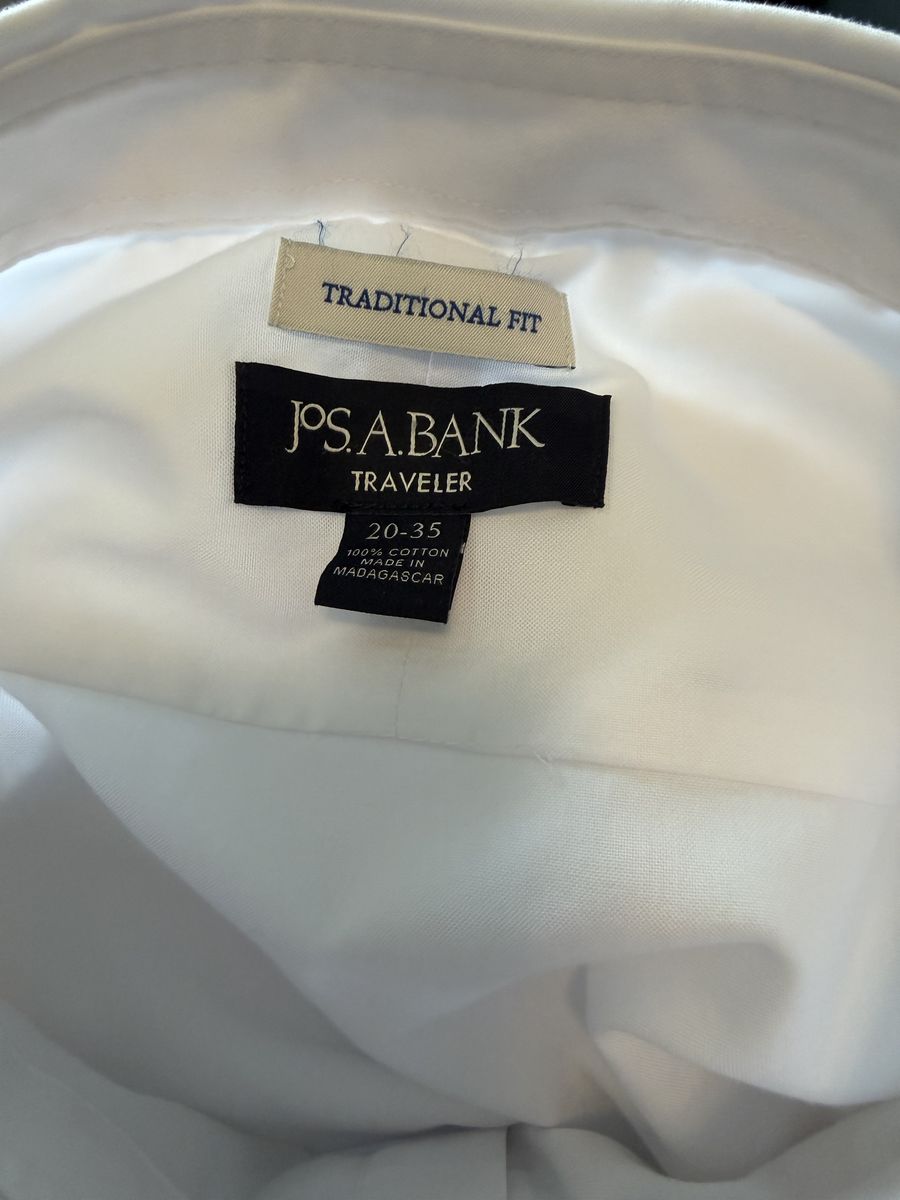 TRADITIONAL FIT
JOS. A. BANK
TRAVELER
20-35
100% COTTON
MADE IN
MADAGASCAR